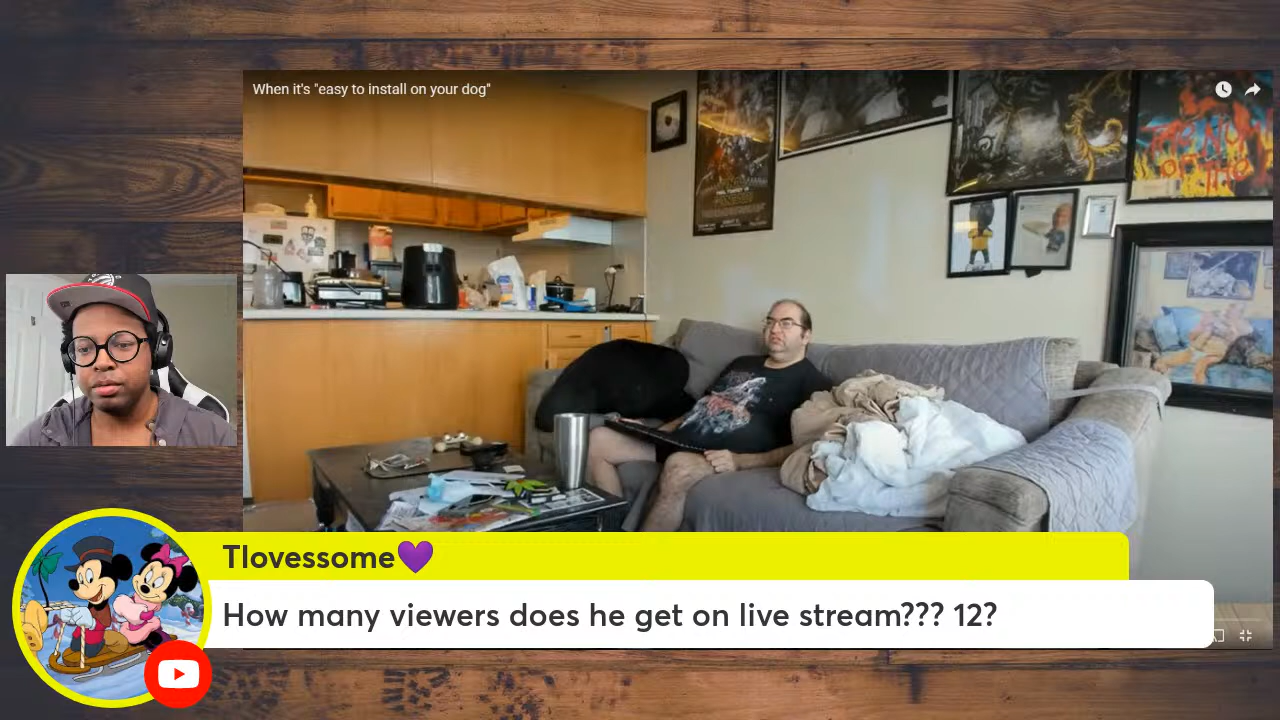 When it's "easy to install on your dog"
Tlovessome💜
How many viewers does he get on live stream??? 12?